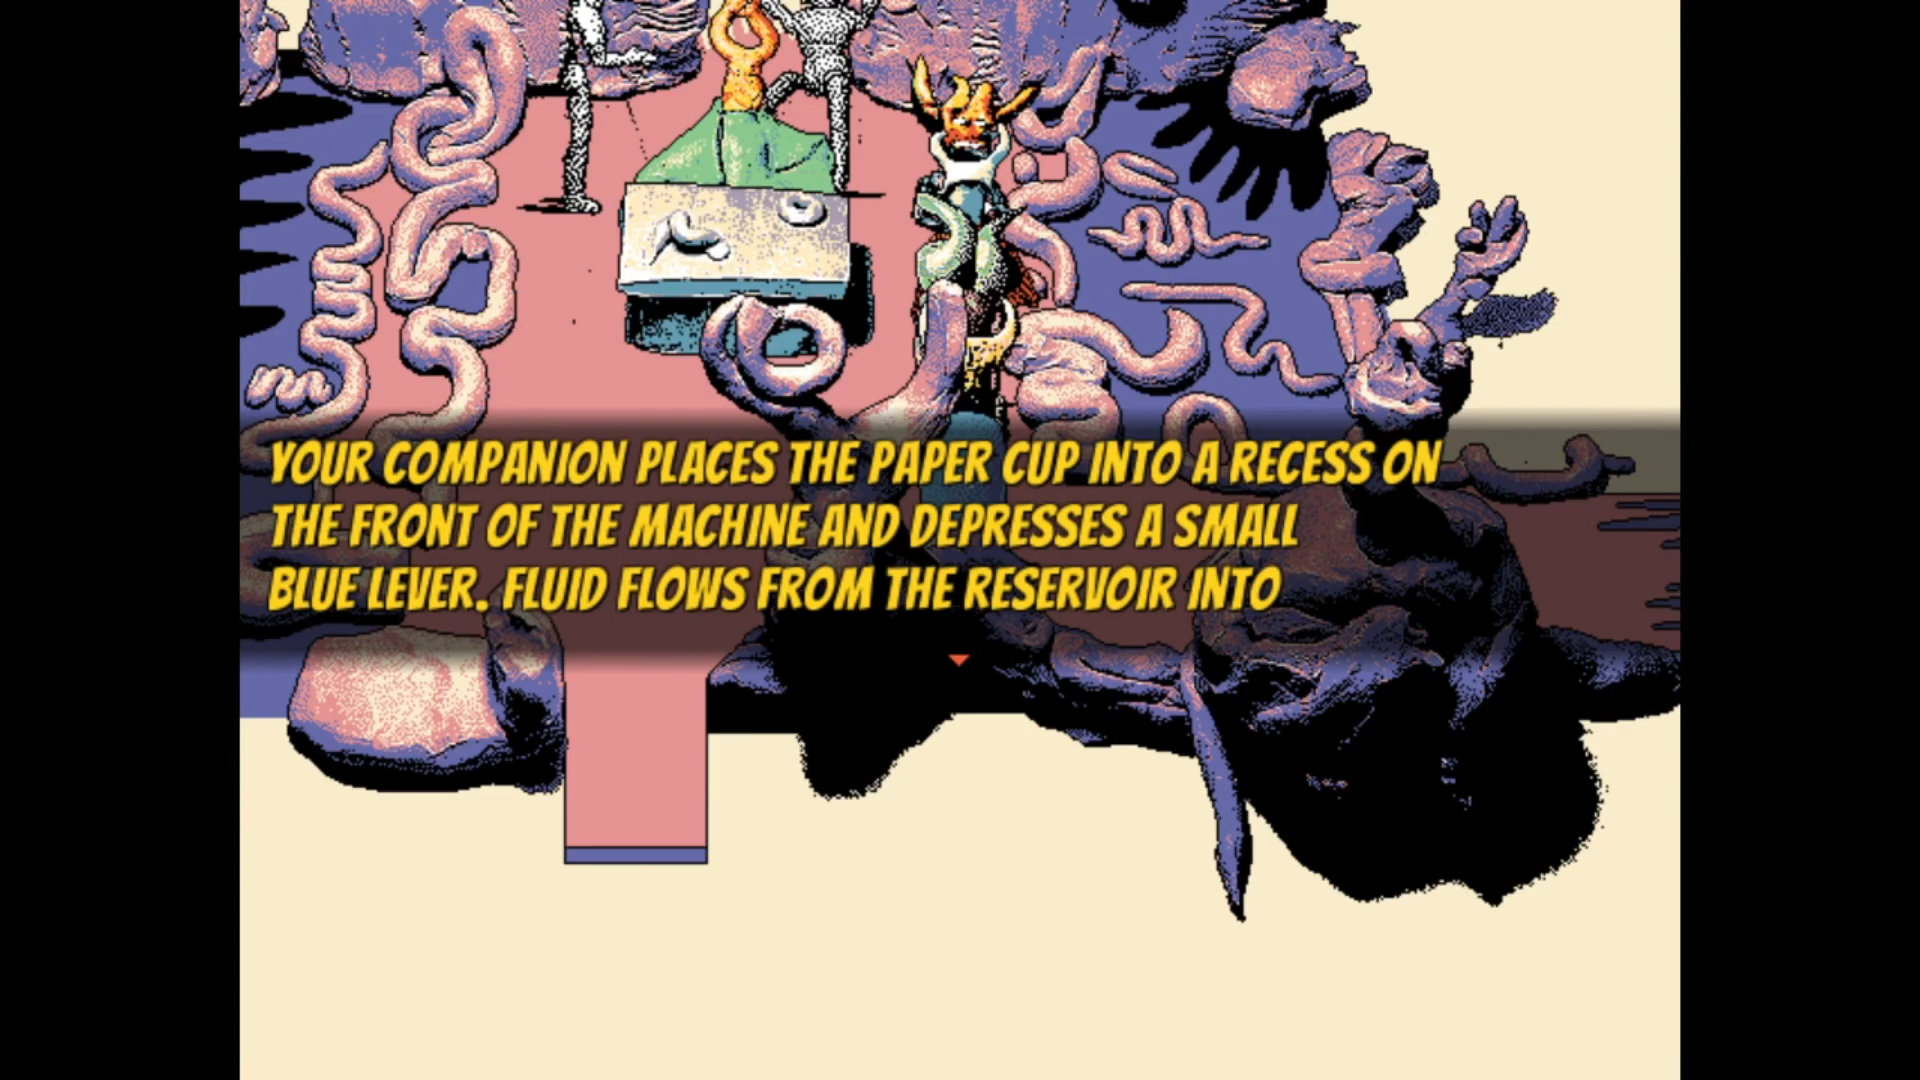 YOUR COMPANION PLACES THE PAPER CUP INTO A RECESS ON
THE FRONT OF THE MACHINE AND DEPRESSES A SMALL
BLUE LEVER. FLUID FLOWS FROM THE RESERVOIR INTO